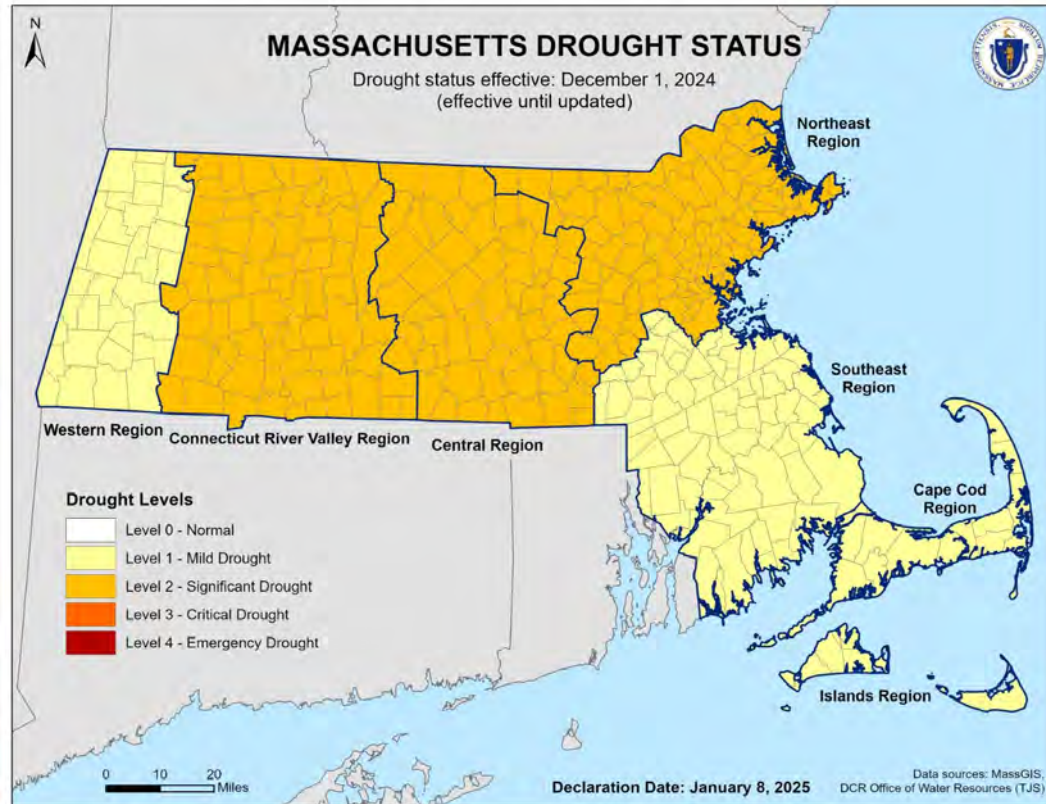 N
MASSACHUSETTS DROUGHT STATUS
Drought status effective: December 1, 2024
(effective until updated)
Northeast
Region
Southeast
Region
Western Region
Connecticut River Valley Region
Central Region
Cape Cod
Region
Drought Levels
Level 0 - Normal
Level 1 - Mild Drought
Level 2 - Significant Drought
Level 3 - Critical Drought
Level 4 - Emergency Drought
Islands Region
0 10 20
Miles
Declaration Date: January 8, 2025
Data sources: MassGIS,
DCR Office of Water Resources (TJS)